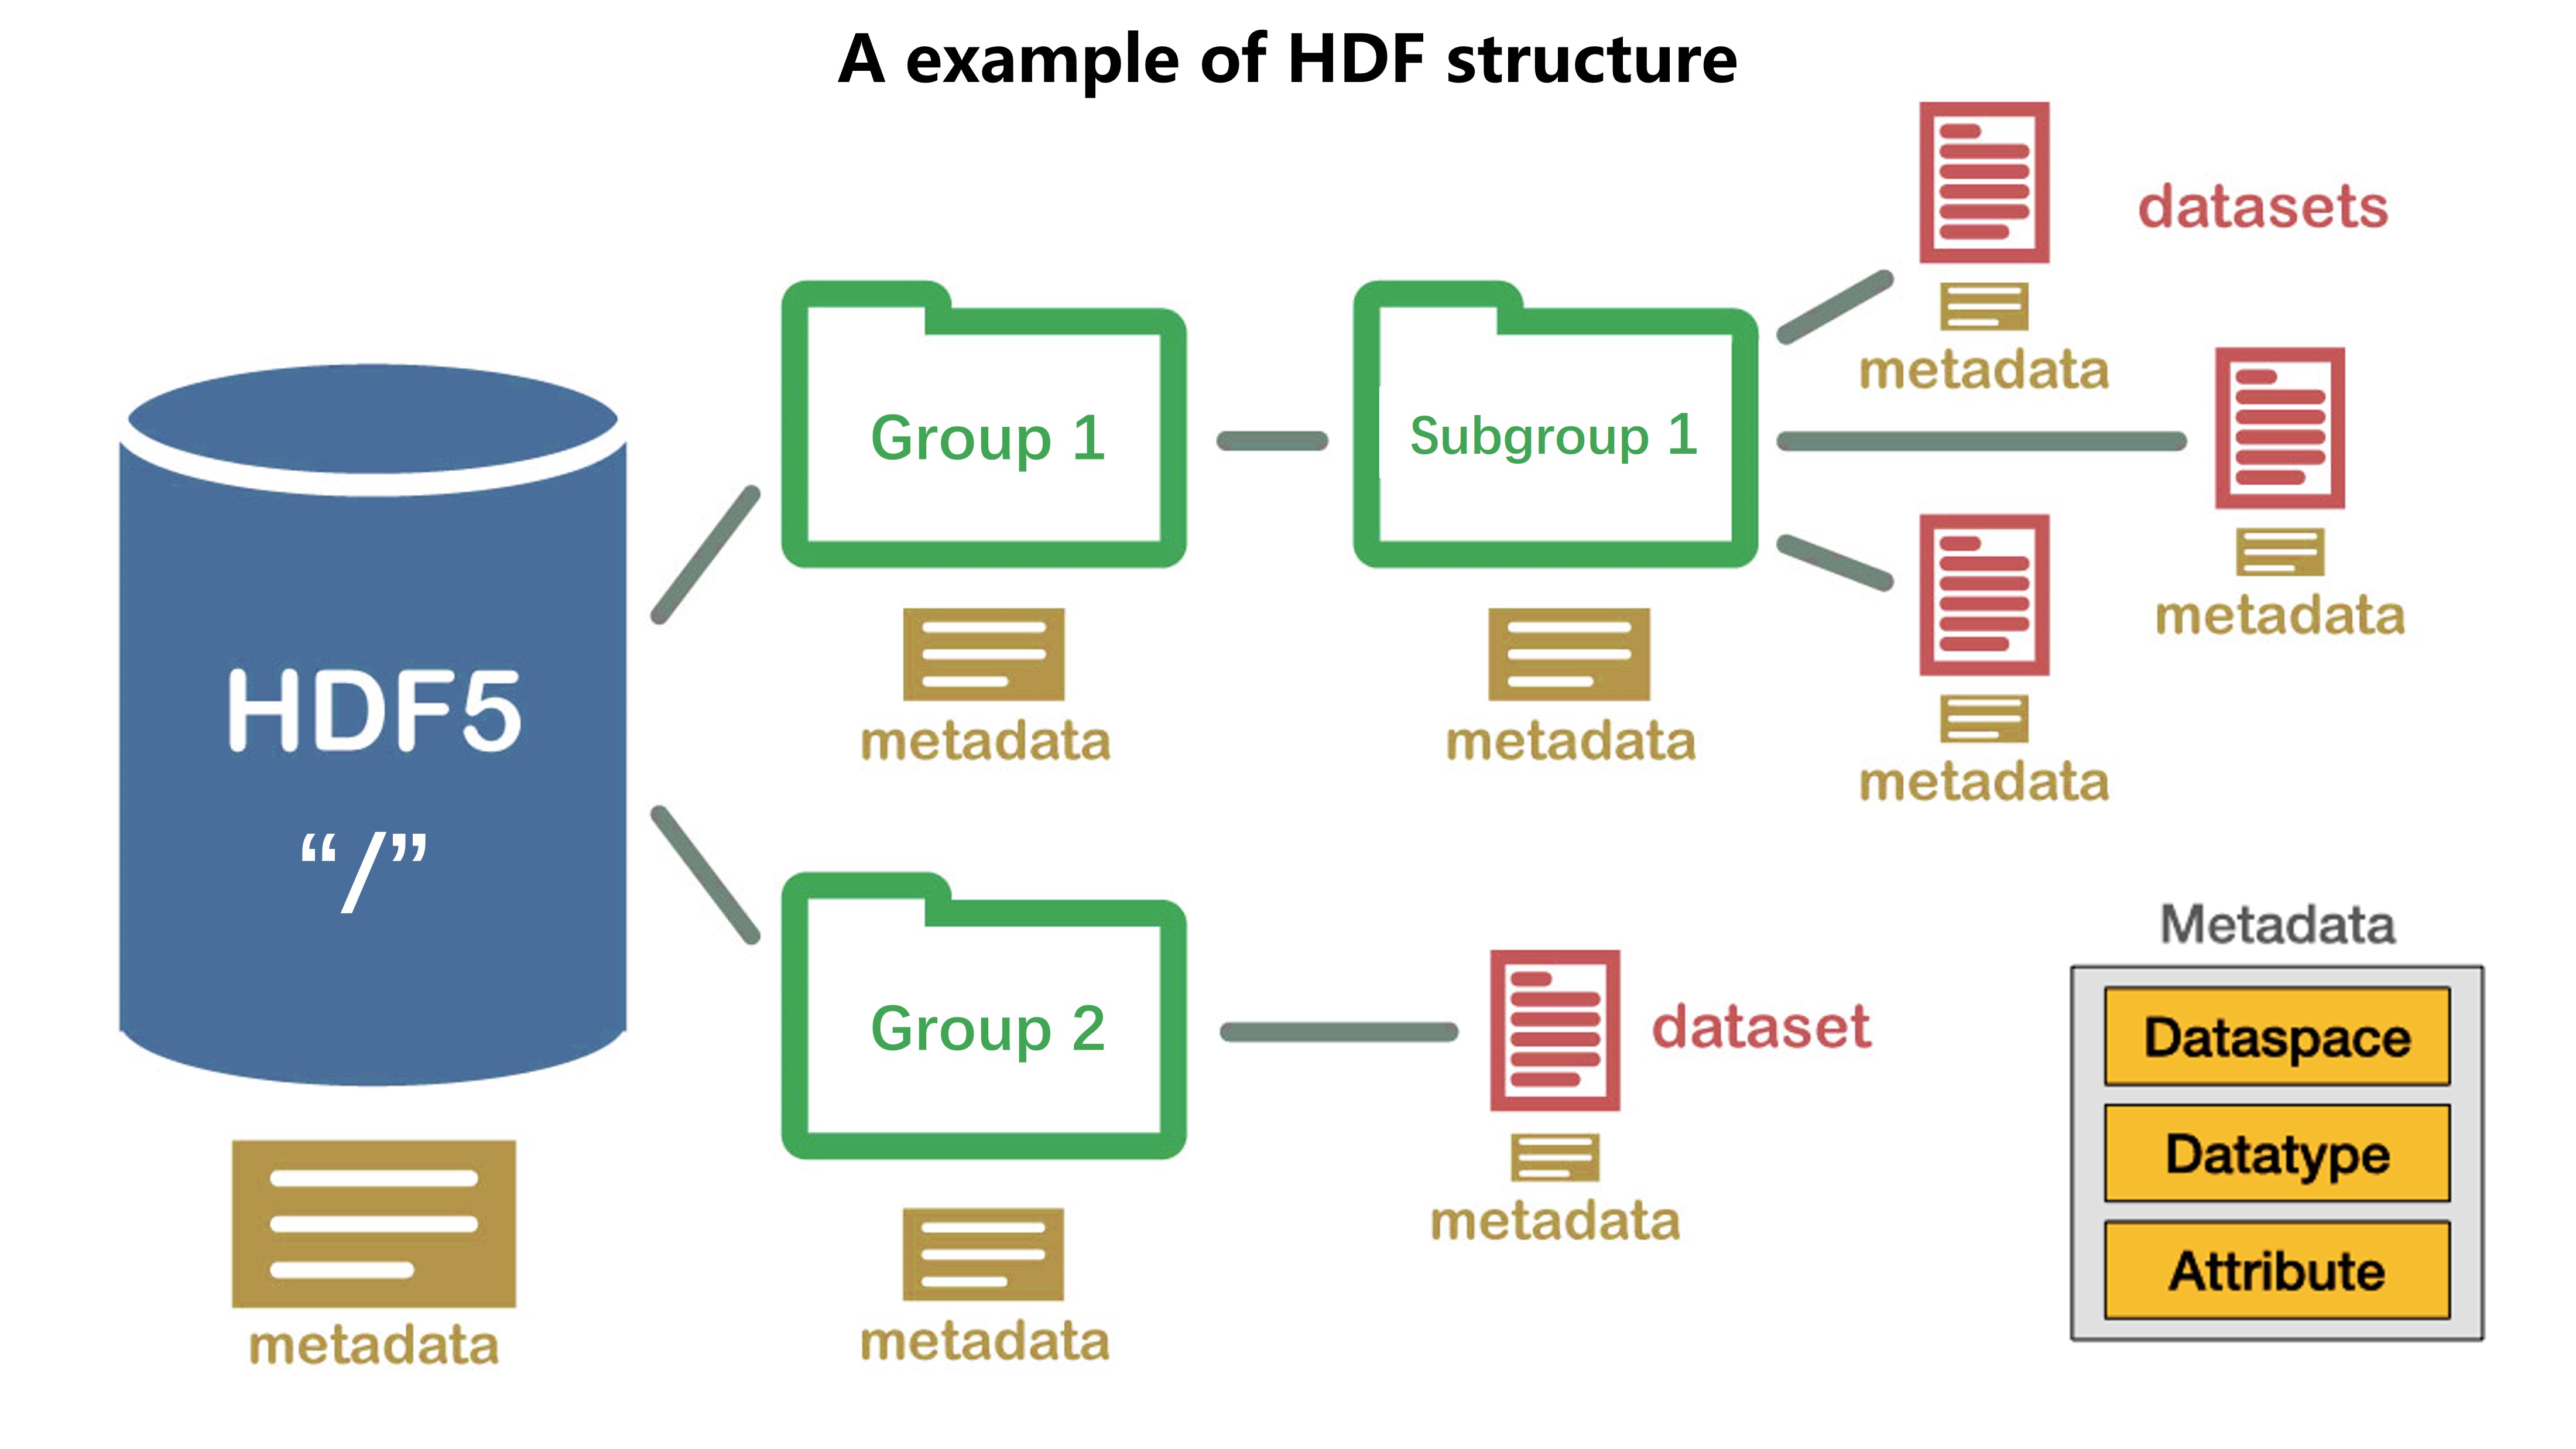 A example of HDF structure
datasets
metadata
Group 1
Subgroup 1
metadata
metadata
metadata
metadata
HDF5
“/”
Group 2
dataset
metadata
metadata
metadata
Metadata
Dataspace
Datatype
Attribute